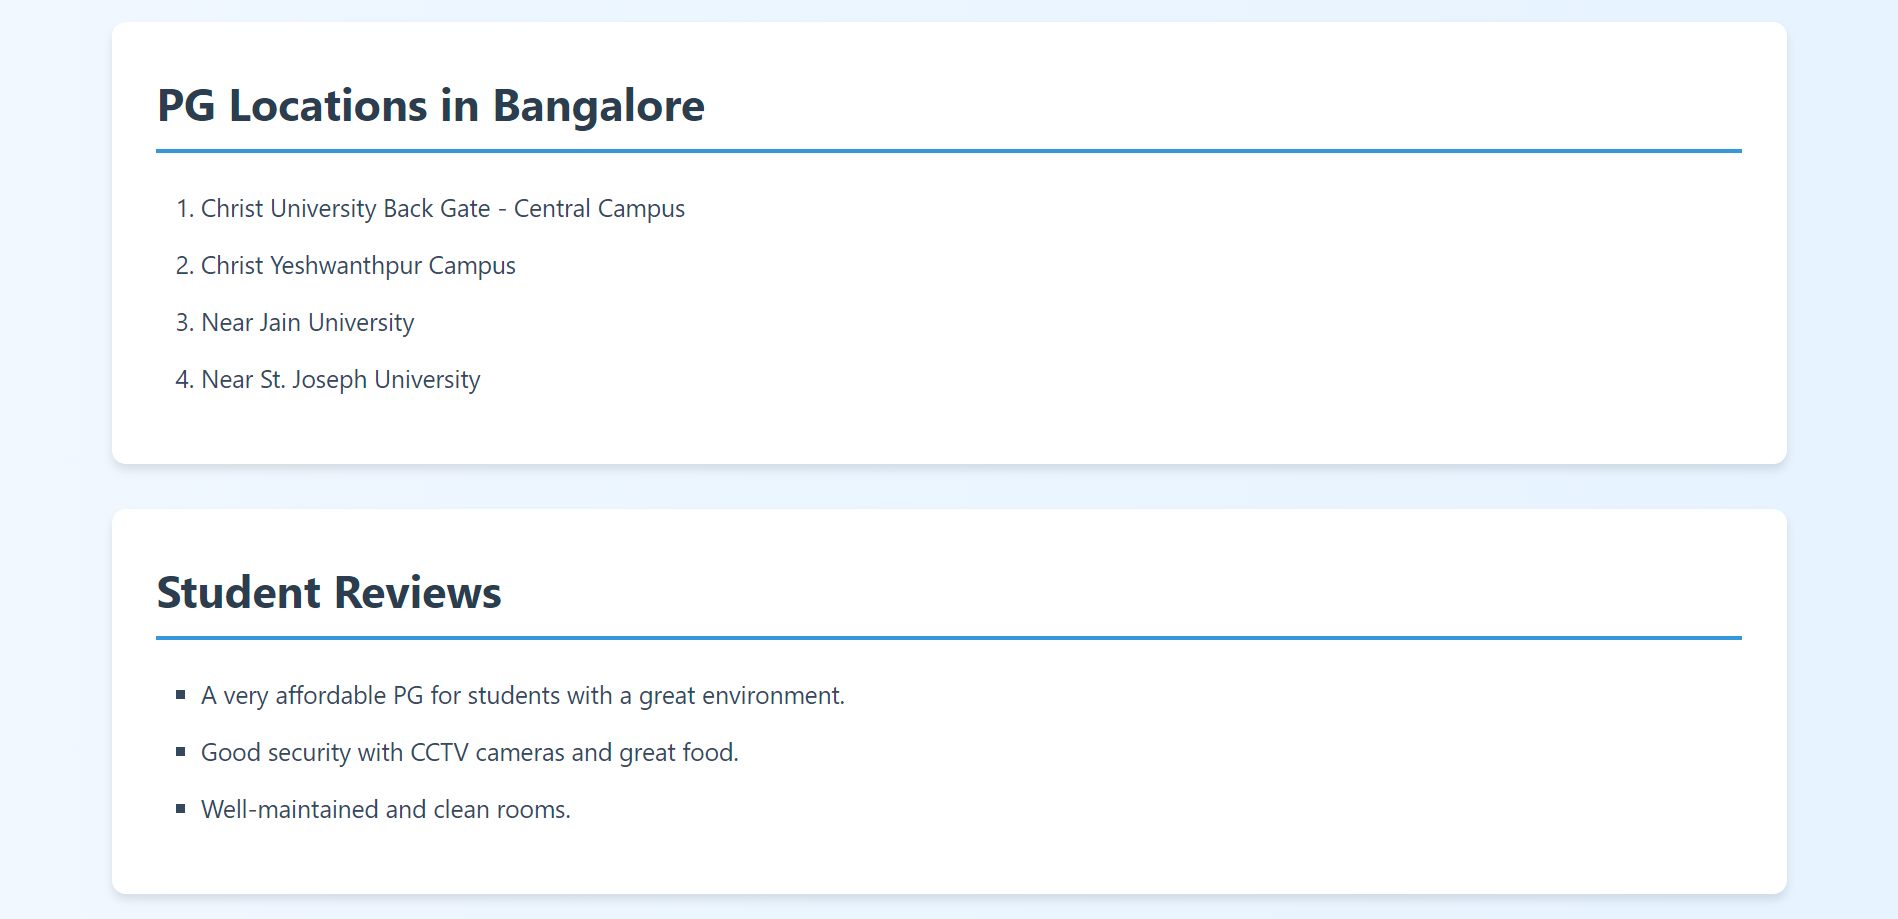 PG Locations in Bangalore
1. Christ University Back Gate - Central Campus
2. Christ Yeshwanthpur Campus
3. Near Jain University
4. Near St. Joseph University
Student Reviews
▪ A very affordable PG for students with a great environment.
▪ Good security with CCTV cameras and great food.
▪ Well-maintained and clean rooms.